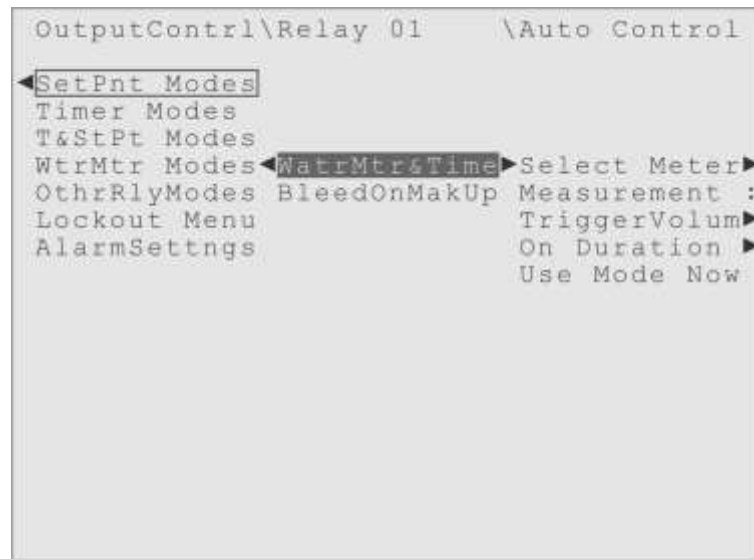 OutputContrl\Relay 01 \Auto Control
SetPnt Modes
Timer Modes
T&StPt Modes
WtrMtr Modes WatrMtr&Time Select Meter
OthrRlyModes BleedOnMakUp Measurement :
Lockout Menu TriggerVolum
AlarmSettngs On Duration
Use Mode Now